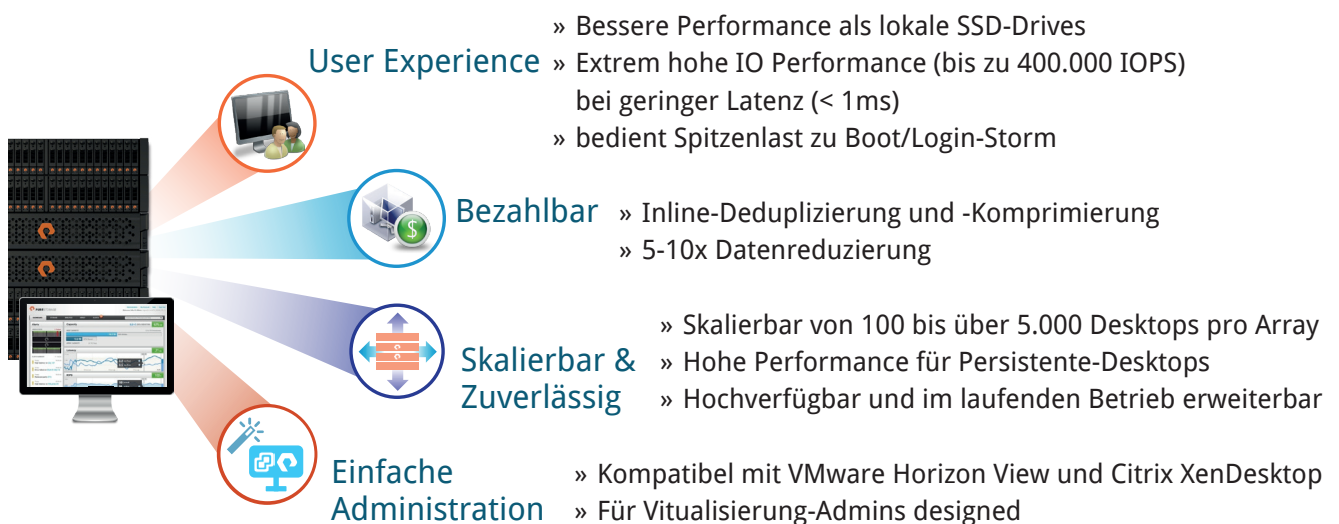 » Bessere Performance als lokale SSD-Drives
User Experience » Extrem hohe IO Performance (bis zu 400.000 IOPS)
bei geringer Latenz (< 1ms)
» bedient Spitzenlast zu Boot/Login-Storm
$
Bezahlbar » Inline-Deduplizierung und -Komprimierung
» 5-10x Datenreduzierung
» Skalierbar von 100 bis über 5.000 Desktops pro Array
Skalierbar & » Hohe Performance für Persistente-Desktops
Zuverlässig » Hochverfügbar und im laufenden Betrieb erweiterbar
Einfache » Kompatibel mit VMware Horizon View und Citrix XenDesktop
Administration » Für Vitualisierung-Admins designed